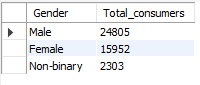 Gender Total_consumers
Male 24805
Female 15952
Non-binary 2303